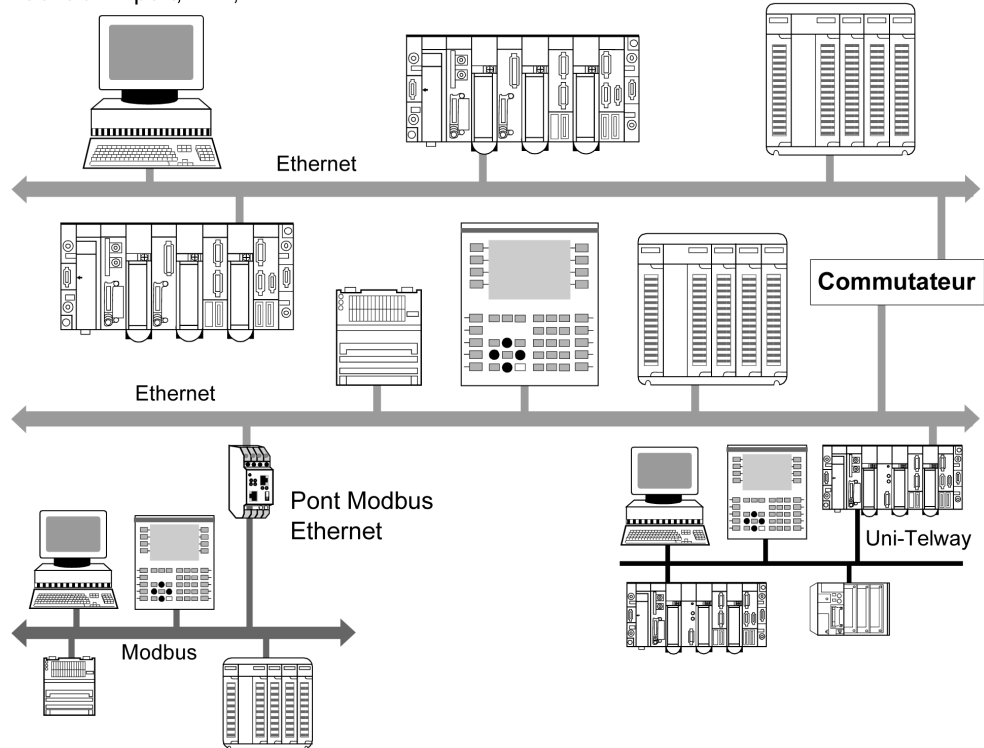 Ethernet
Commutateur
Ethernet
Pont Modbus
Ethernet
Uni-Telway
Modbus